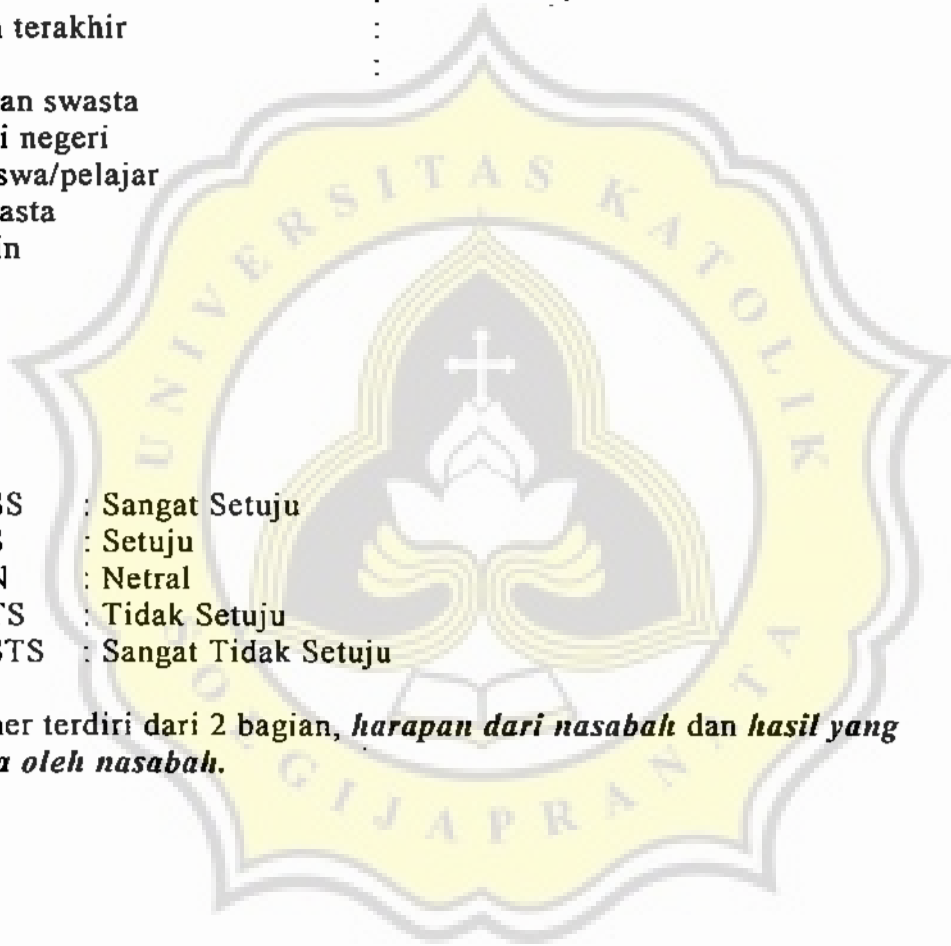 terakhir :
:
an swasta
i negeri
swa/pelajar
asta
in
UNIVERSITAS KATOLIK
SOEGIJAPRANATA
SS : Sangat Setuju
S : Setuju
N : Netral
TS : Tidak Setuju
STS : Sangat Tidak Setuju
ner terdiri dari 2 bagian, harapan dari nasabah dan hasil yang
a oleh nasabah.